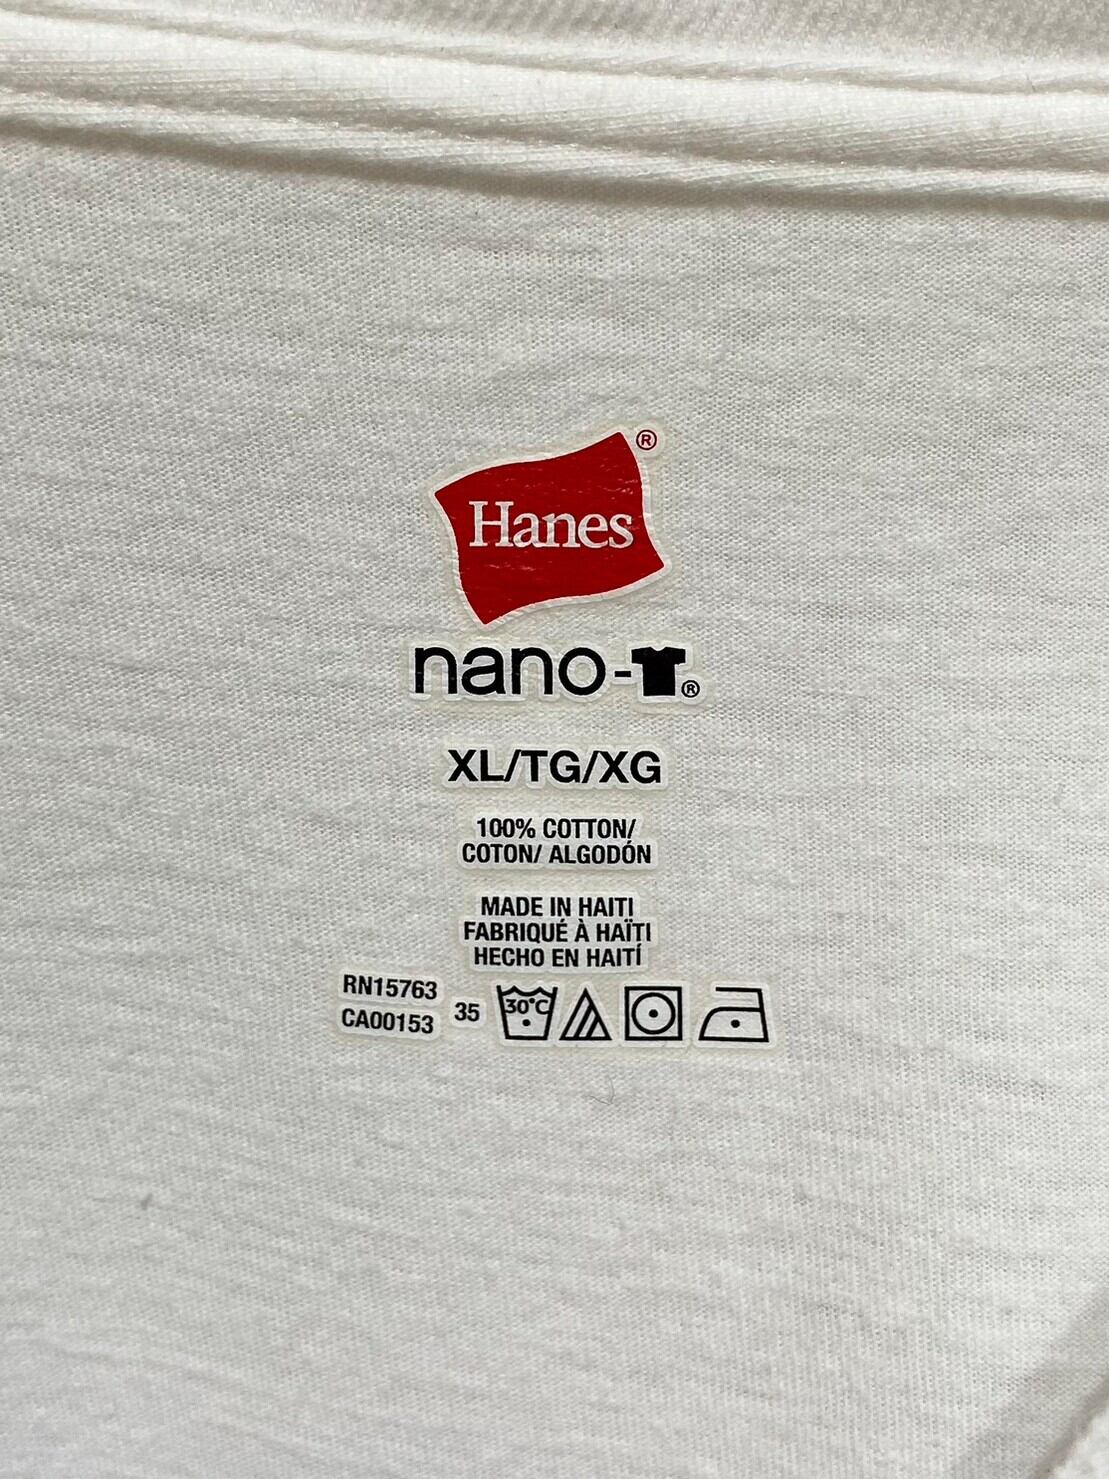 Hanes®
nano-T®
XL/TG/XG
100% COTTON/
COTON/ ALGODÓN
MADE IN HAITI
FABRIQUÉ À HAÏTI
HECHO EN HAITÍ
RN15763
CA00153
35
30°C